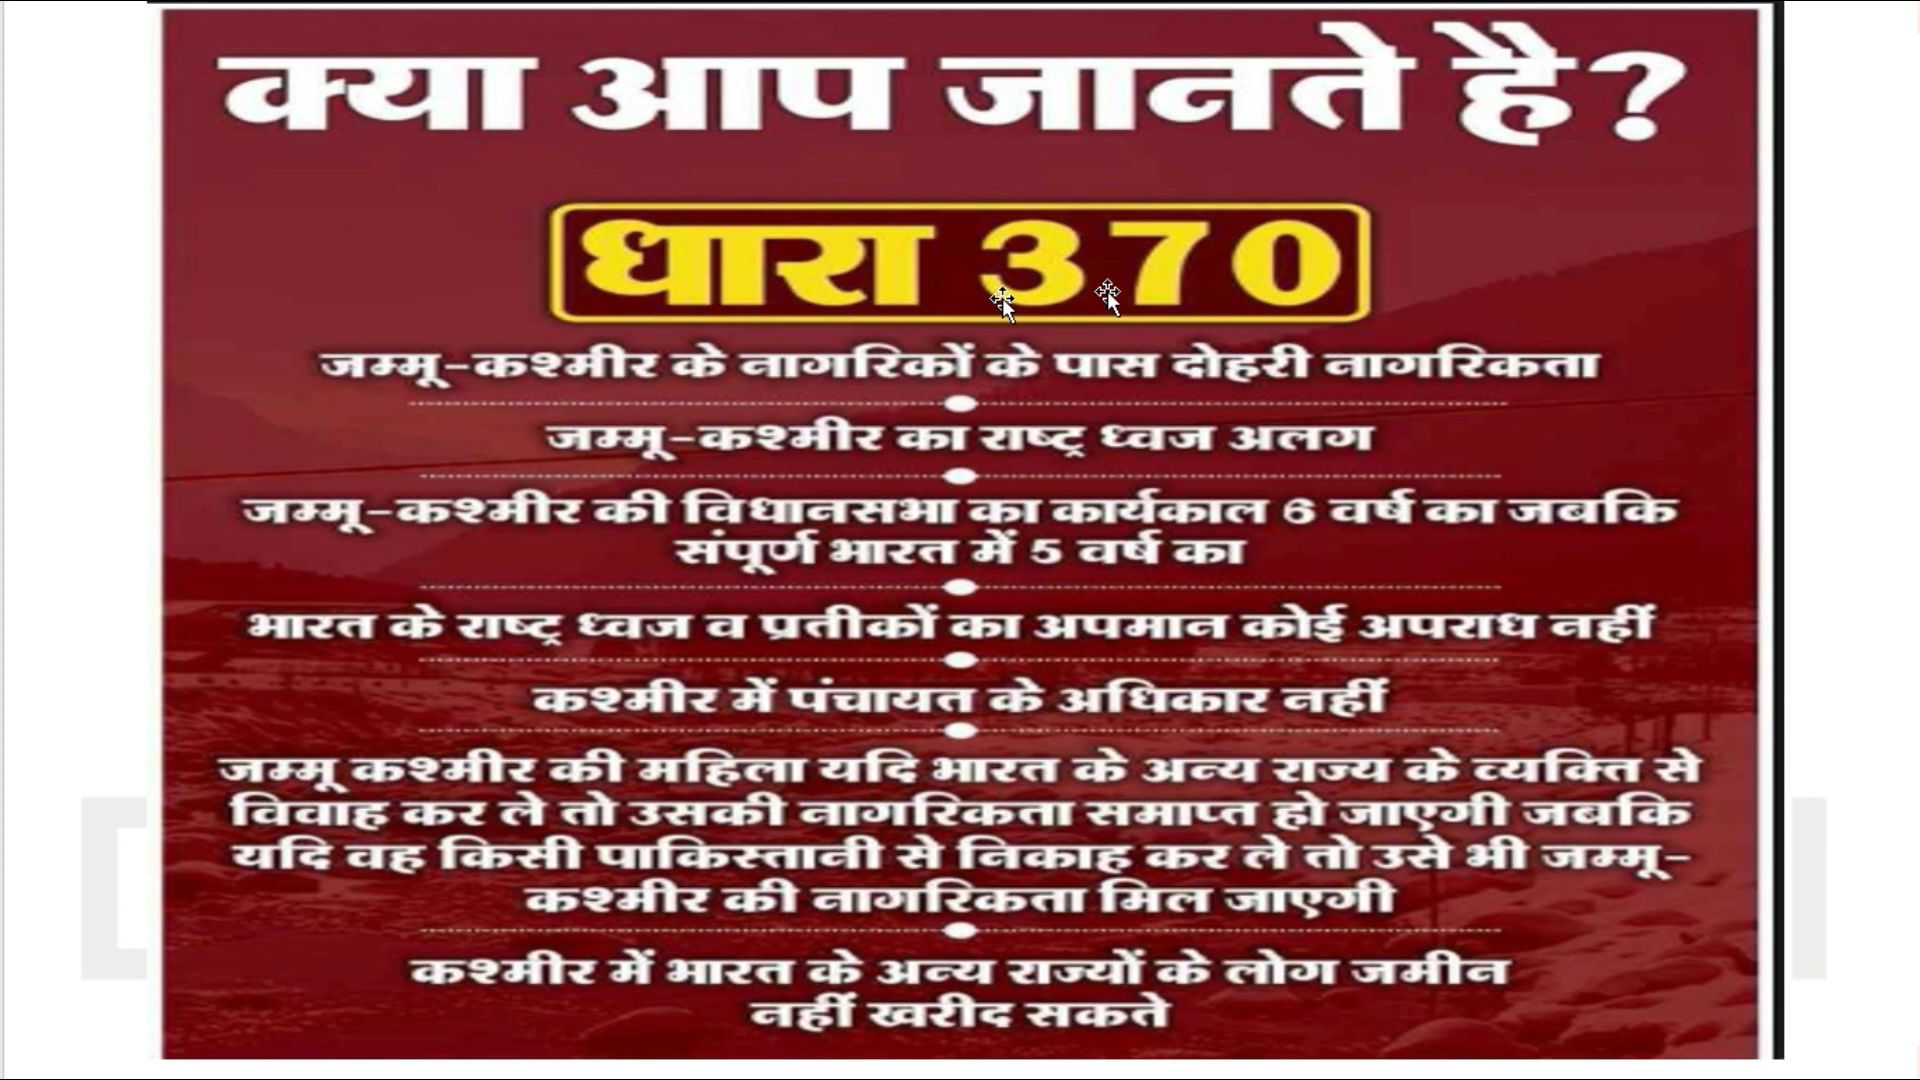 क्या आप जानते है?
धारा 370
जम्मू-कश्मीर के नागरिकों के पास दोहरी नागरिकता
जम्मू-कश्मीर का राष्ट्र ध्वज अलग
जम्मू-कश्मीर की विधानसभा का कार्यकाल 6 वर्ष का जबकि
संपूर्ण भारत में 5 वर्ष का
भारत के राष्ट्र ध्वज व प्रतीकों का अपमान कोई अपराध नहीं
कश्मीर में पंचायत के अधिकार नहीं
जम्मू कश्मीर की महिला यदि भारत के अन्य राज्य के व्यक्ति से
विवाह कर ले तो उसकी नागरिकता समाप्त हो जाएगी जबकि
यदि वह किसी पाकिस्तानी से निकाह कर ले तो उसे भी जम्मू-
कश्मीर की नागरिकता मिल जाएगी
कश्मीर में भारत के अन्य राज्यों के लोग जमीन
नहीं खरीद सकते